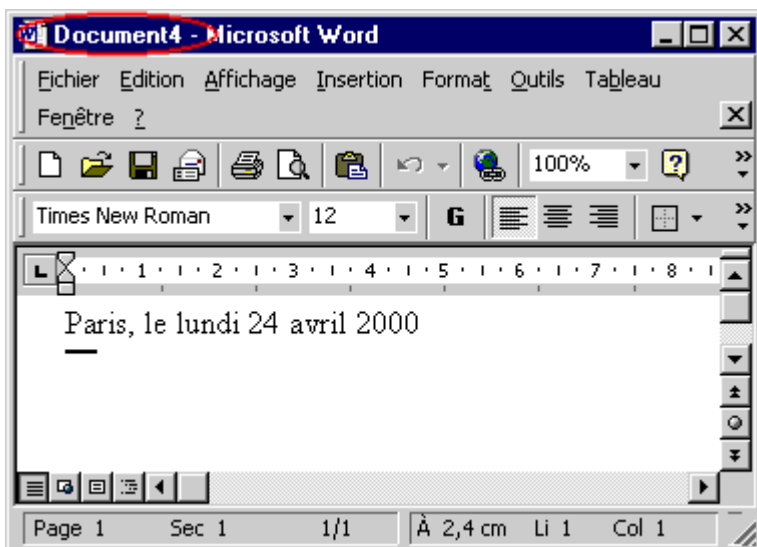 Document4 - Microsoft Word
Fichier Edition Affichage Insertion Format Outils Tableau
Fenêtre ?
100%
Times New Roman 12 G
L 1 2 3 4 5 6 7 8
Paris, le lundi 24 avril 2000
Page 1 Sec 1 1/1 À 2,4 cm Li 1 Col 1